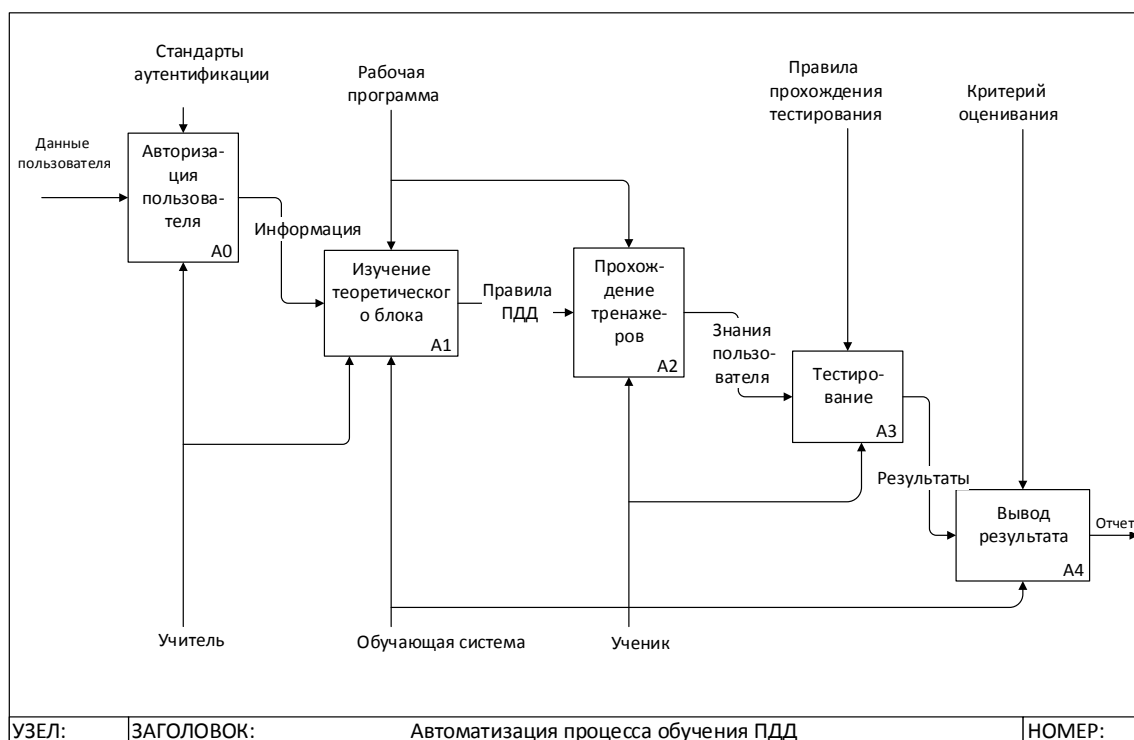 Стандарты
аутентификации
Рабочая
программа
Правила
прохождения
тестирования
Критерий
оценивания
Данные
пользователя
Авториза-
ция
пользова-
теля
A0
Информация
Изучение
теоретическог
о блока
A1
Правила
ПДД
Прохож-
дение
тренаже-
ров
A2
Знания
пользо-
вателя
Тестиро-
вание
A3
Результаты
Вывод
результата
A4
Отчет
Учитель
Обучающая система
Ученик
УЗЕЛ:
ЗАГОЛОВОК:
Автоматизация процесса обучения ПДД
НОМЕР: